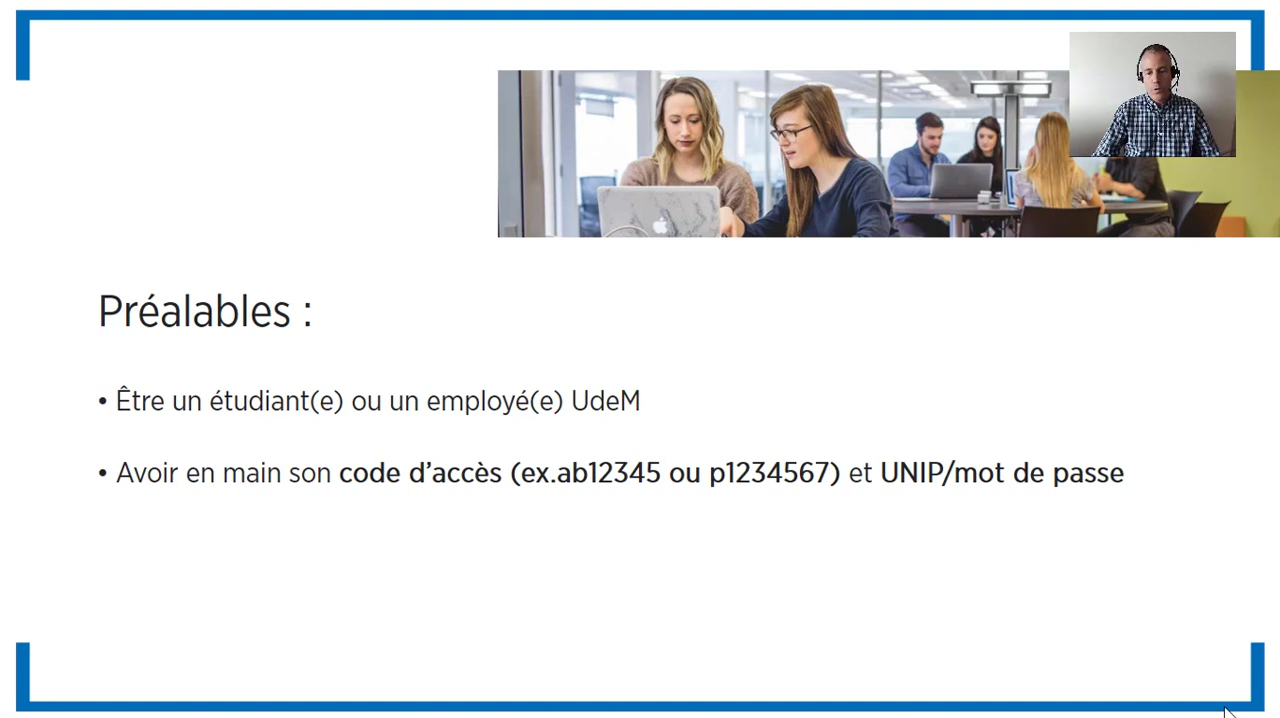 Préalables :
• Être un étudiant(e) ou un employé(e) UdeM
• Avoir en main son code d’accès (ex.ab12345 ou p1234567) et UNIP/mot de passe